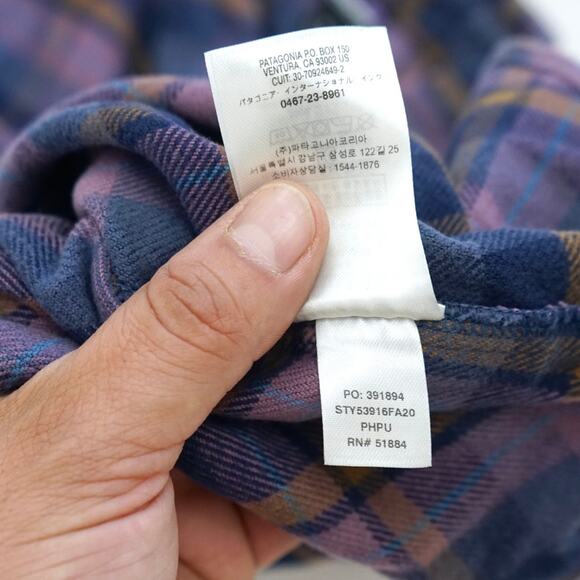 PATAGONIA P.O. BOX 150
VENTURA, CA 93002 US
CUIT: 30-70924649-2
パタゴニア・インターナショナル インク
0467-23-8961
(주)파타고니아코리아
서울특별시 강남구 삼성로 122길 25
소비자상담실 : 1544-1876
PO: 391894
STY53916FA20
PHPU
RN# 51884